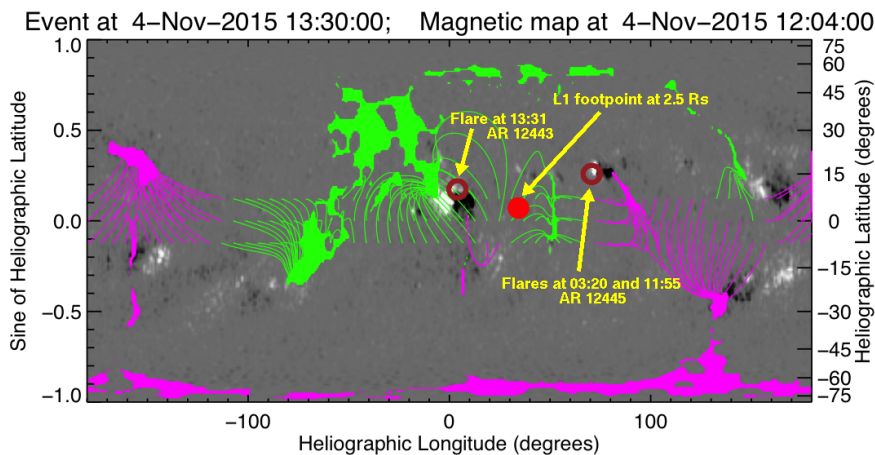 Event at 4-Nov-2015 13:30:00; Magnetic map at 4-Nov-2015 12:04:00
1.0
0.5
0.0
-0.5
-1.0
Sine of Heliographic Latitude
75
60
45
30
15
0
-15
-30
-45
-60
-75
Heliographic Latitude (degrees)
L1 footpoint at 2.5 Rs
Flare at 13:31
AR 12443
Flares at 03:20 and 11:55
AR 12445
-100
0
100
Heliographic Longitude (degrees)